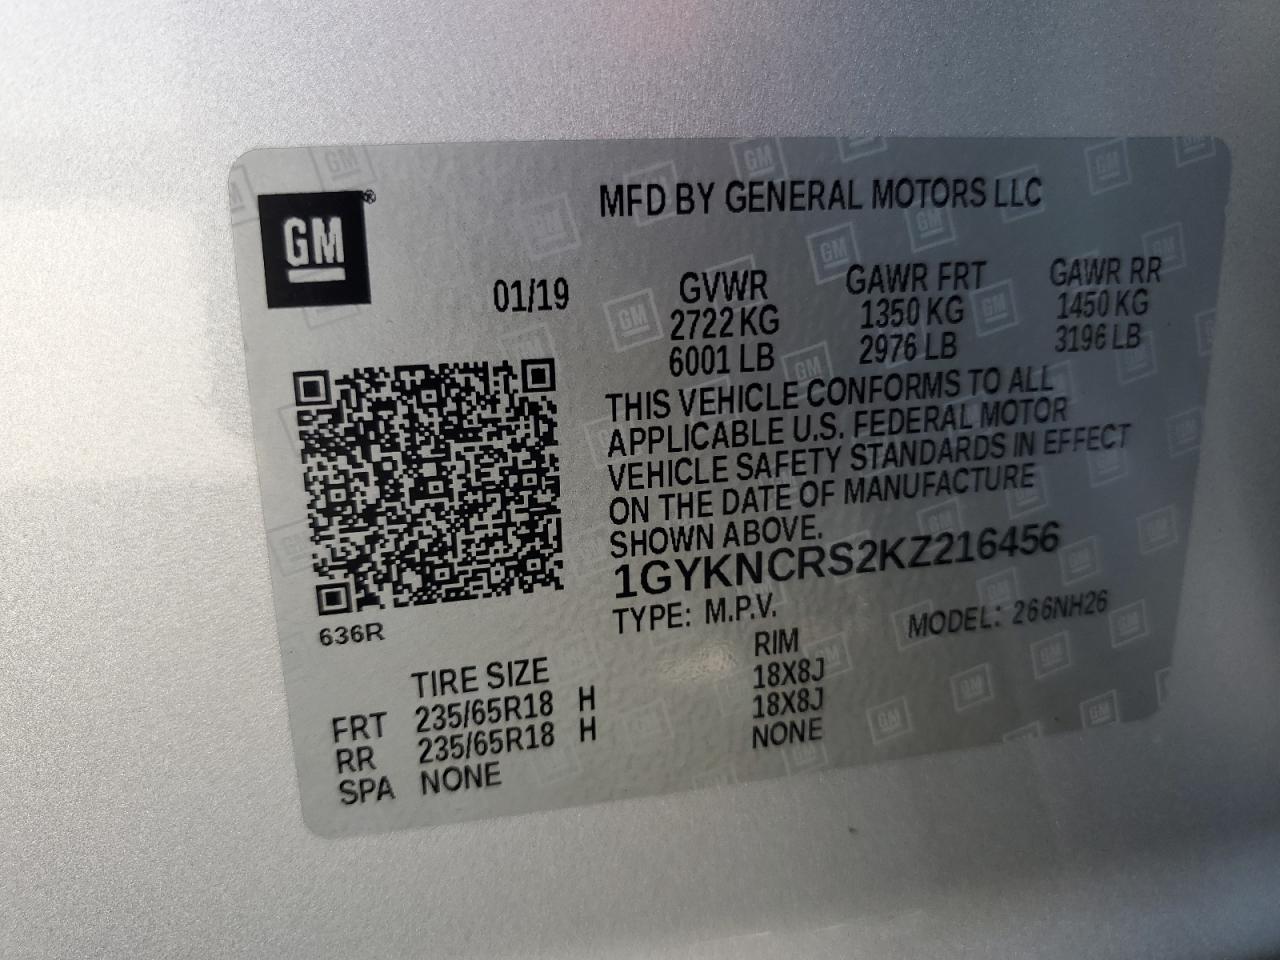 GM®
MFD BY GENERAL MOTORS LLC
01/19
GVWR GAWR FRT GAWR RR
2722 KG 1350 KG 1450 KG
6001 LB 2976 LB 3196 LB
THIS VEHICLE CONFORMS TO ALL
APPLICABLE U.S. FEDERAL MOTOR
VEHICLE SAFETY STANDARDS IN EFFECT
ON THE DATE OF MANUFACTURE
SHOWN ABOVE.
1GYKNCRS2KZ216456
TYPE: M.P.V. MODEL: 266NH26
636R
TIRE SIZE RIM
FRT 235/65R18 H 18X8J
RR 235/65R18 H 18X8J
SPA NONE NONE